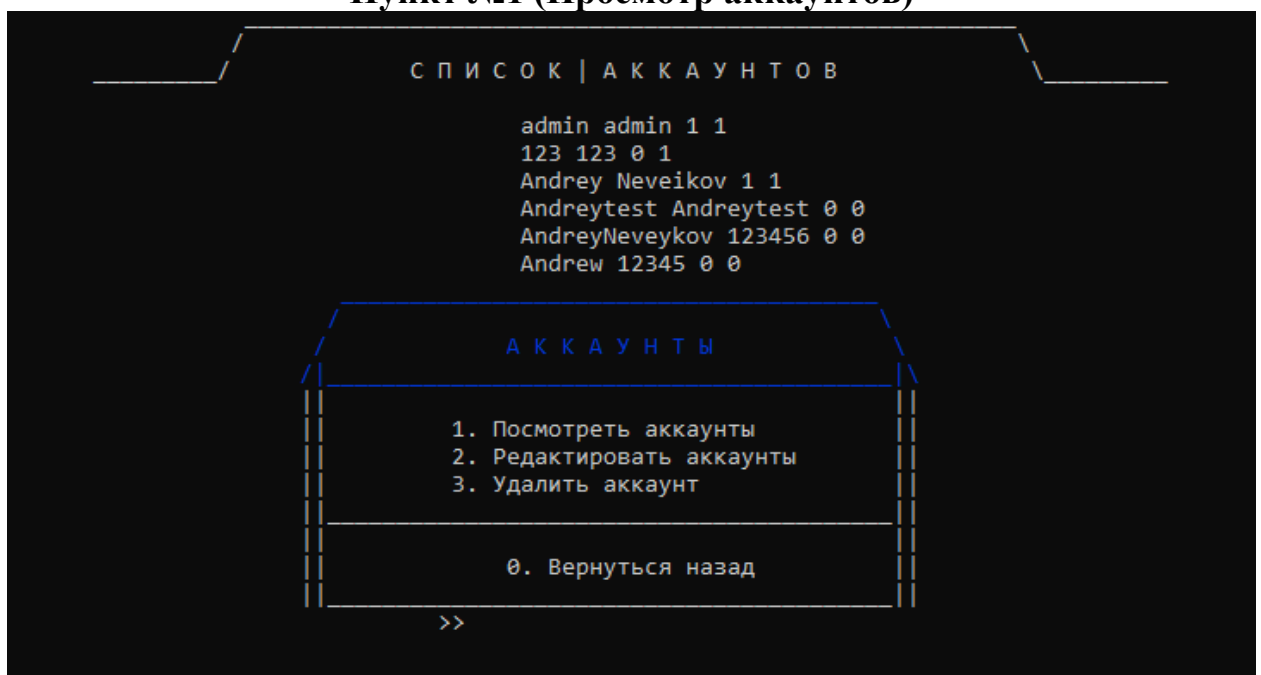 Пункт №1 (Просмотр аккаунтов)
С П И С О К | А К К А У Н Т О В
admin admin 1 1
123 123 0 1
Andrey Neveikov 1 1
Andreytest Andreytest 0 0
AndreyNeveykov 123456 0 0
Andrew 12345 0 0
А К К А У Н Т Ы
1. Посмотреть аккаунты
2. Редактировать аккаунты
3. Удалить аккаунт
0. Вернуться назад
>>